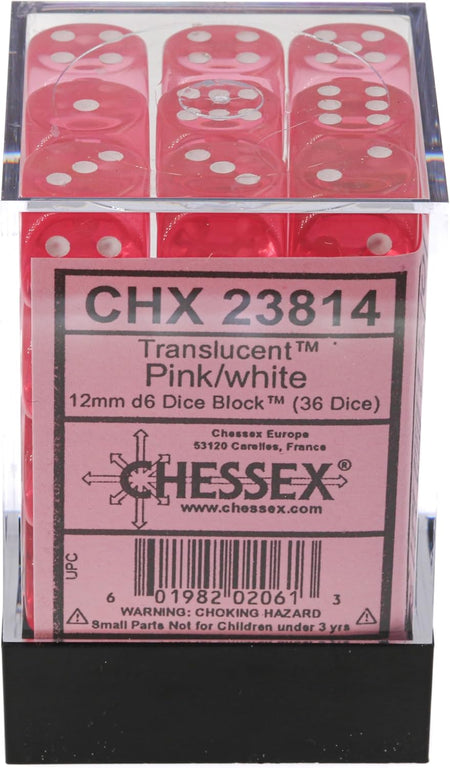 CHX 23814
Translucent™
Pink/white
12mm d6 Dice Block™ (36 Dice)
Chessex Europe
53120 Carelles, France
CHESSEX®
www.chessex.com
UPC
6 01982 02061 3
WARNING: CHOKING HAZARD
Small Parts Not for Children under 3 yrs